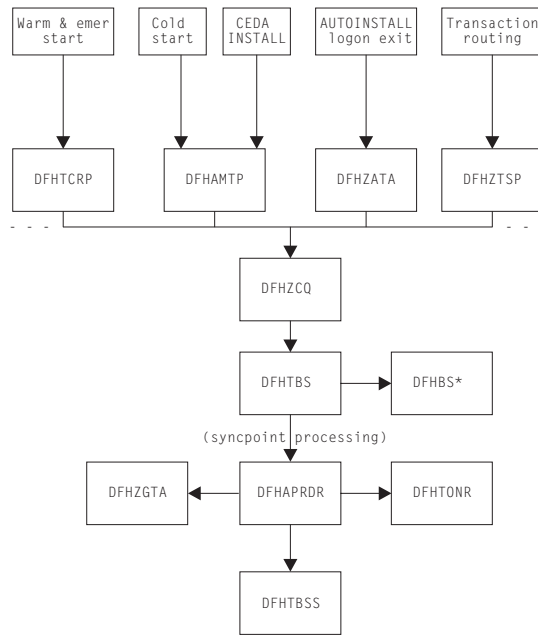 Warm & emer
start
Cold
start
CEDA
INSTALL
AUTOINSTALL
logon exit
Transaction
routing
DFHTCRP
DFHAMTP
DFHZATA
DFHZTSP
DFHZCQ
DFHTBS
DFHBS*
(syncpoint processing)
DFHZGTA
DFHAPRDR
DFHTONR
DFHTBSS